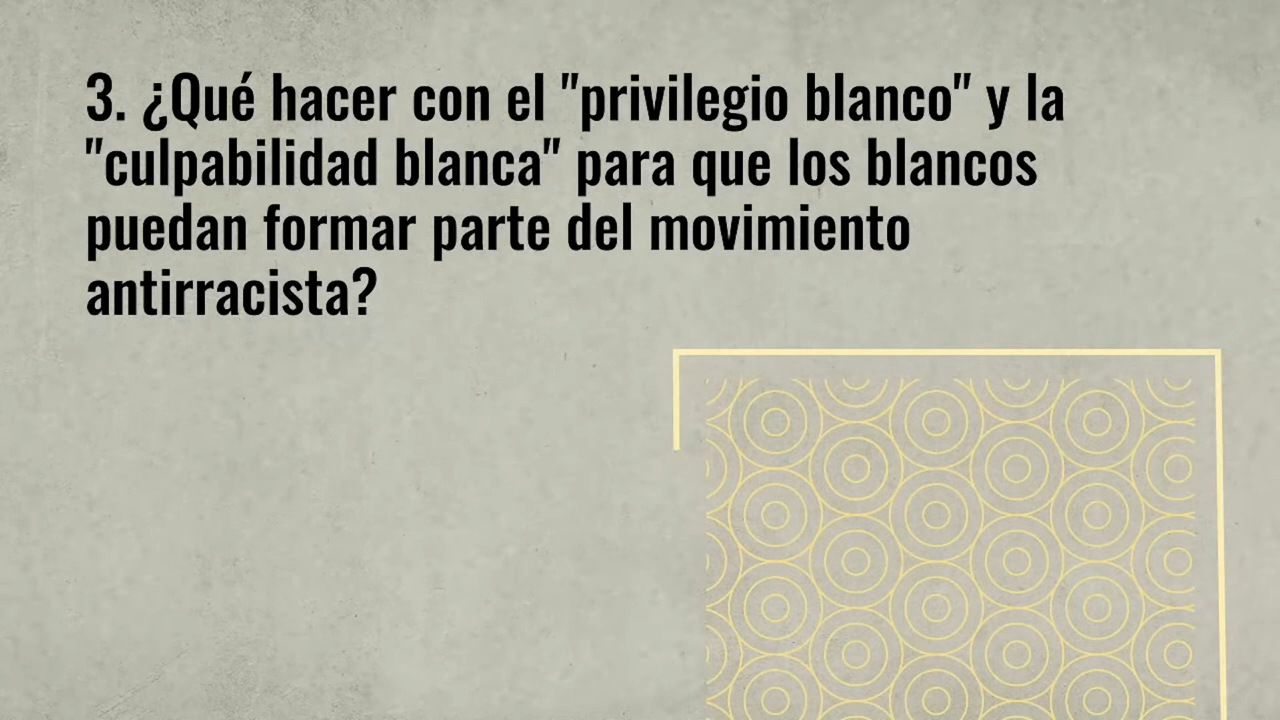 3. ¿Qué hacer con el "privilegio blanco" y la
"culpabilidad blanca" para que los blancos
puedan formar parte del movimiento
antirracista?